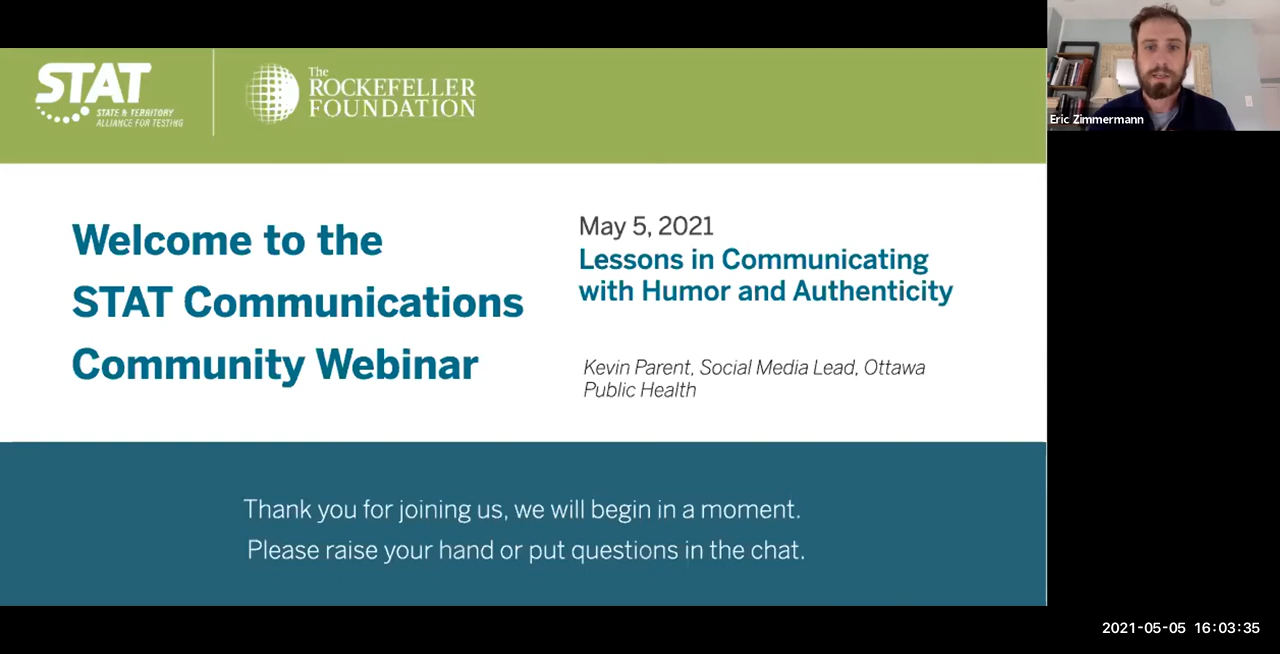 STAT
STATE & TERRITORY
ALLIANCE FOR TESTING
The
ROCKEFELLER
FOUNDATION
Eric Zimmermann
Welcome to the
STAT Communications
Community Webinar
May 5, 2021
Lessons in Communicating
with Humor and Authenticity
Kevin Parent, Social Media Lead, Ottawa
Public Health
Thank you for joining us, we will begin in a moment.
Please raise your hand or put questions in the chat.
2021-05-05 16:03:35